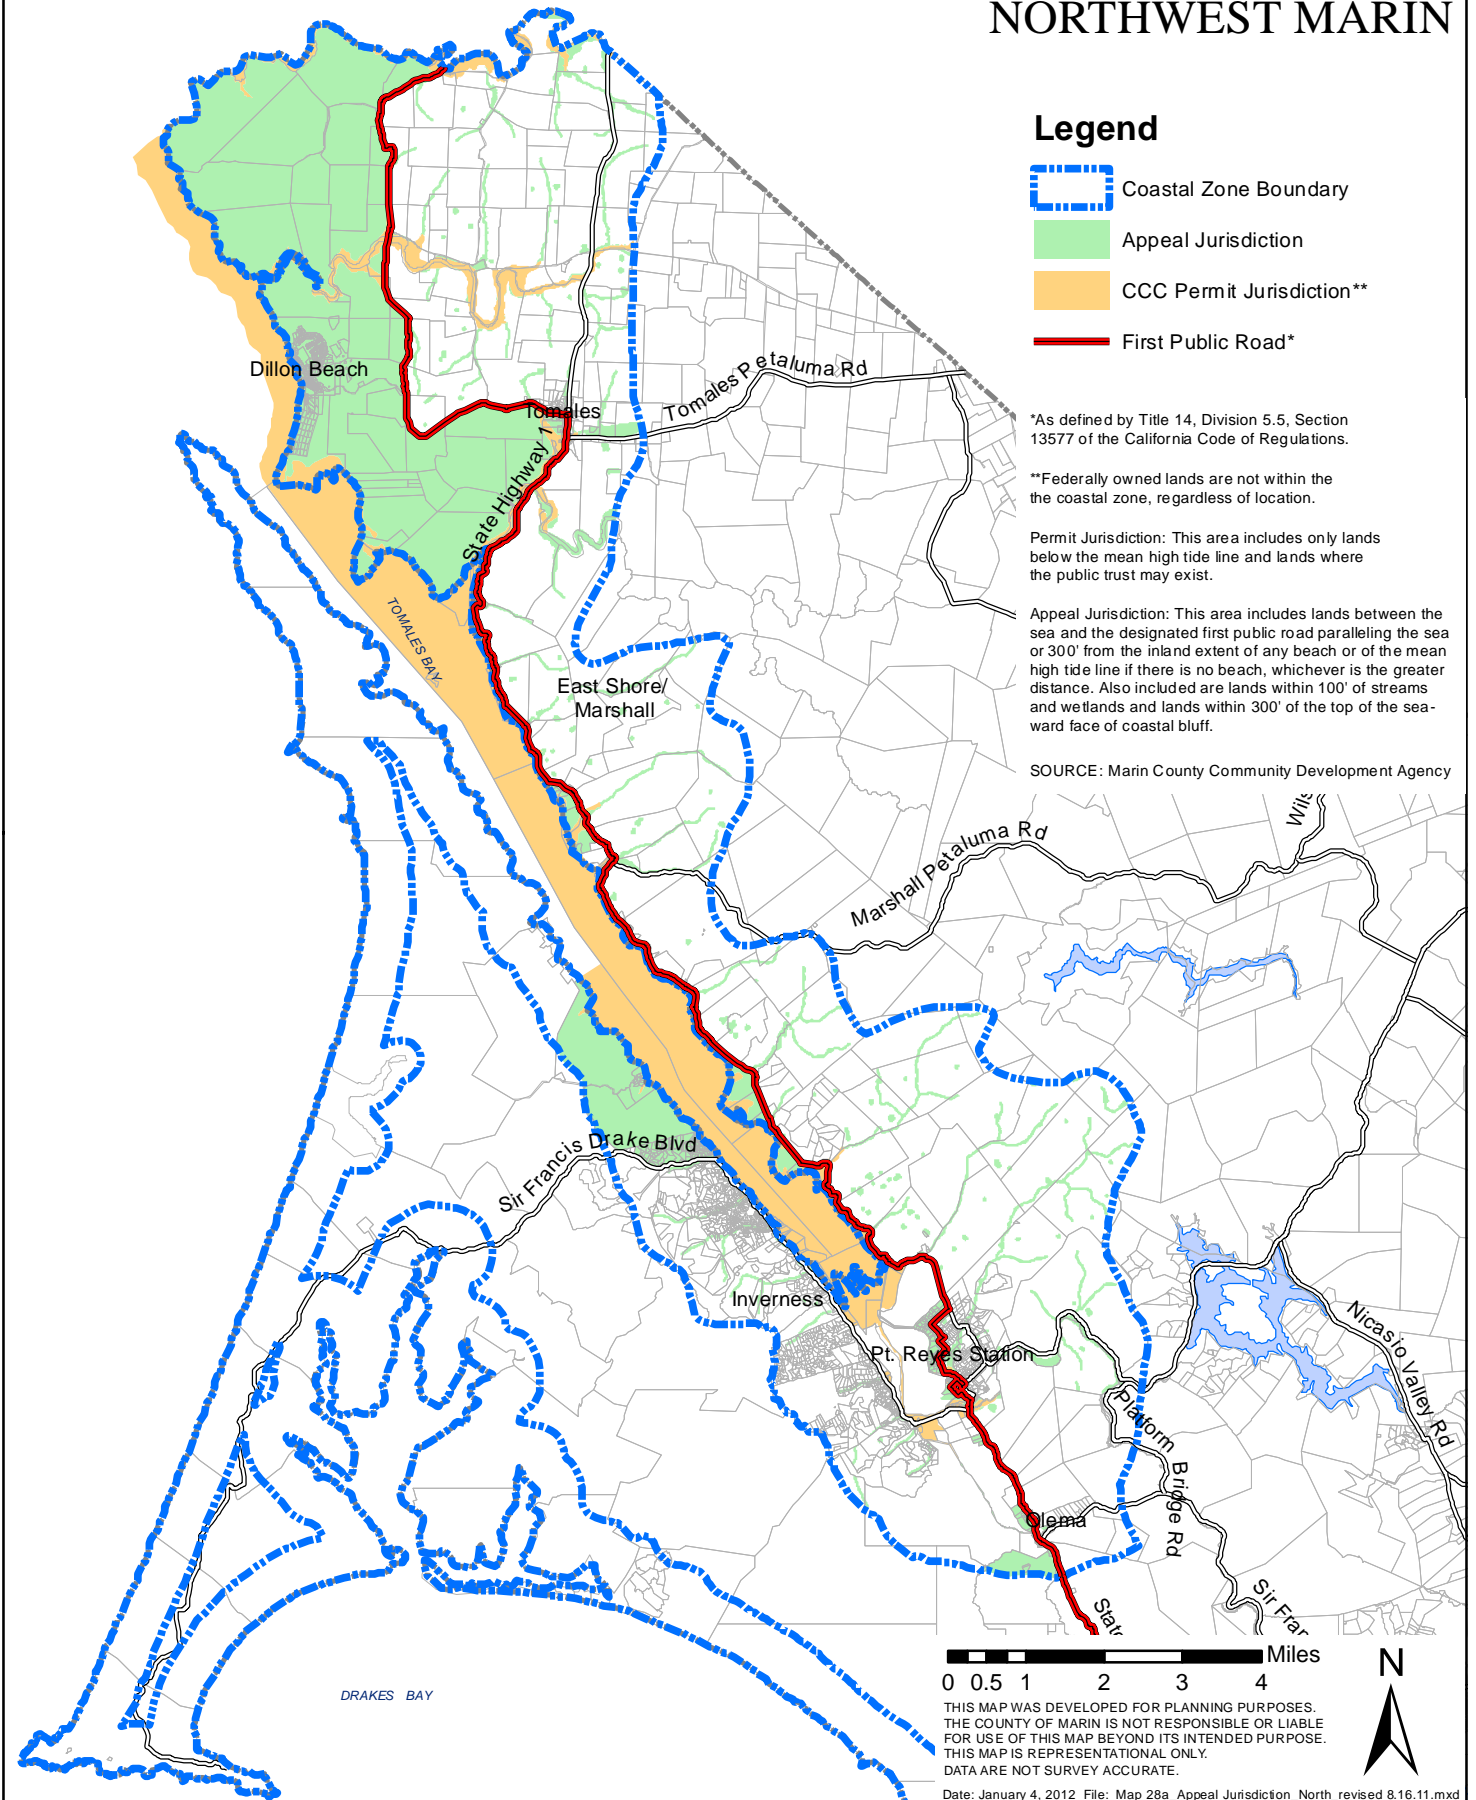 NORTHWEST MARIN
Legend
Coastal Zone Boundary
Appeal Jurisdiction
CCC Permit Jurisdiction**
First Public Road*
*As defined by Title 14, Division 5.5, Section
13577 of the California Code of Regulations.
**Federally owned lands are not within the
the coastal zone, regardless of location.
Permit Jurisdiction: This area includes only lands
below the mean high tide line and lands where
the public trust may exist.
Appeal Jurisdiction: This area includes lands between the
sea and the designated first public road paralleling the sea
or 300' from the inland extent of any beach or of the mean
high tide line if there is no beach, whichever is the greater
distance. Also included are lands within 100' of streams
and wetlands and lands within 300' of the top of the sea-
ward face of coastal bluff.
SOURCE: Marin County Community Development Agency
Dillon Beach
Tomales
Tomales Petaluma Rd
State Highway 1
TOMALES BAY
East Shore/
Marshall
Marshall Petaluma Rd
Wils
Sir Francis Drake Blvd
Inverness
Pt. Reyes Station
Nicasio Valley Rd
Platform Bridge Rd
Olema
State
Sir Fran
DRAKES BAY
Miles
0 0.5 1 2 3 4
N
THIS MAP WAS DEVELOPED FOR PLANNING PURPOSES.
THE COUNTY OF MARIN IS NOT RESPONSIBLE OR LIABLE
FOR USE OF THIS MAP BEYOND ITS INTENDED PURPOSE.
THIS MAP IS REPRESENTATIONAL ONLY.
DATA ARE NOT SURVEY ACCURATE.
Date: January 4, 2012 File: Map 28a_Appeal Jurisdiction_North_revised 8.16.11.mxd